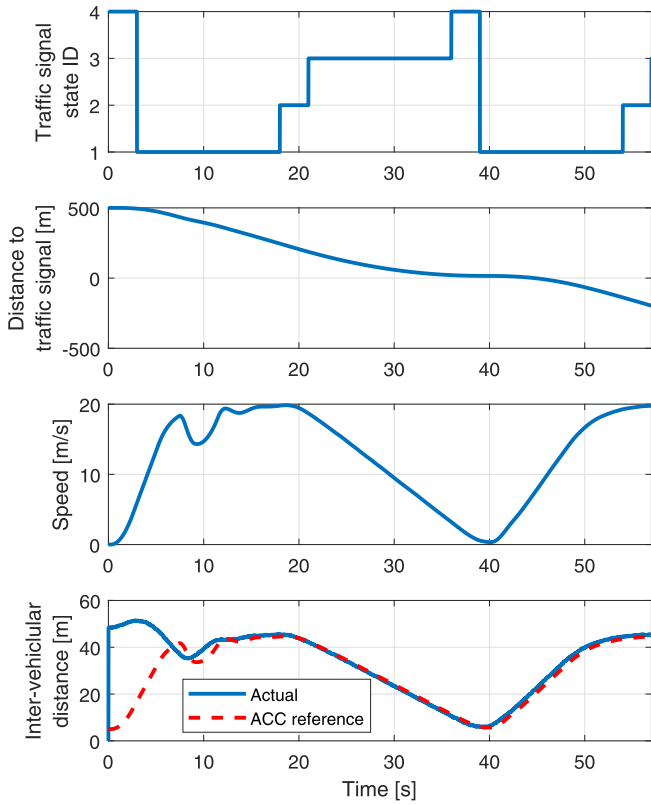 4
3
2
1
Traffic signal
state ID
0 10 20 30 40 50
500
0
-500
Distance to
traffic signal [m]
0 10 20 30 40 50
20
10
0
Speed [m/s]
0 10 20 30 40 50
60
40
20
0
Inter-vehiclular
distance [m]
Actual
ACC reference
0 10 20 30 40 50
Time [s]